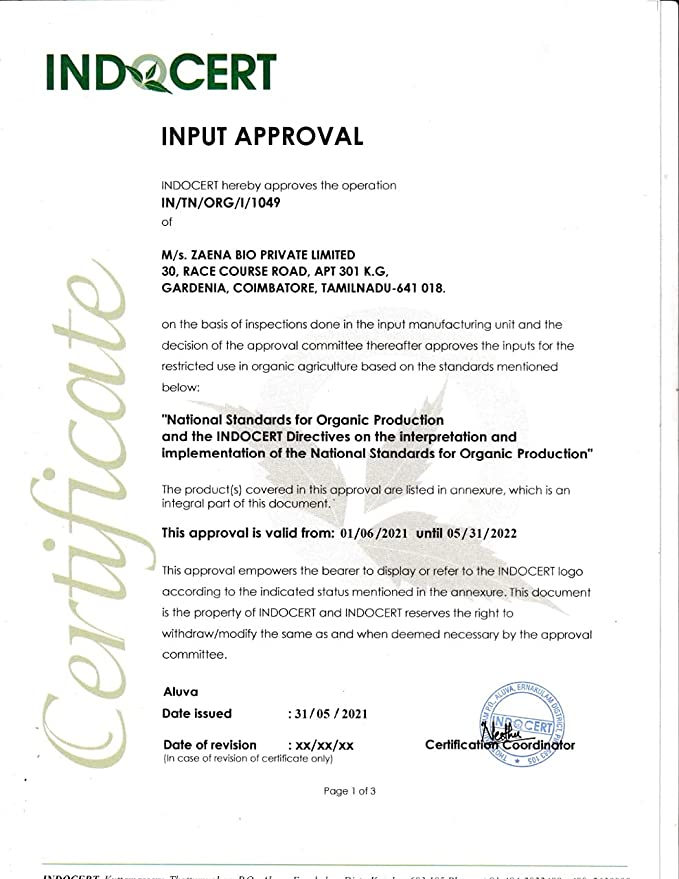 INDOCERT
INPUT APPROVAL
INDOCERT hereby approves the operation
IN/TN/ORG/I/1049
of
M/s. ZAENA BIO PRIVATE LIMITED
30, RACE COURSE ROAD, APT 301 K.G,
GARDENIA, COIMBATORE, TAMILNADU-641 018.
on the basis of inspections done in the input manufacturing unit and the
decision of the approval committee thereafter approves the inputs for the
restricted use in organic agriculture based on the standards mentioned
below:
"National Standards for Organic Production
and the INDOCERT Directives on the interpretation and
implementation of the National Standards for Organic Production"
The product(s) covered in this approval are listed in annexure, which is an
integral part of this document.
This approval is valid from: 01/06/2021 until 05/31/2022
This approval empowers the bearer to display or refer to the INDOCERT logo
according to the indicated status mentioned in the annexure. This document
is the property of INDOCERT and INDOCERT reserves the right to
withdraw/modify the same as and when deemed necessary by the approval
committee.
Certificate
Aluva
Date issued : 31/05/2021
Date of revision : xx/xx/xx
(In case of revision of certificate only)
P.O., ALUVA, ERNAKULAM DISTRICT
INDOCERT
Certification Coordinator
Page 1 of 3
INDOCERT